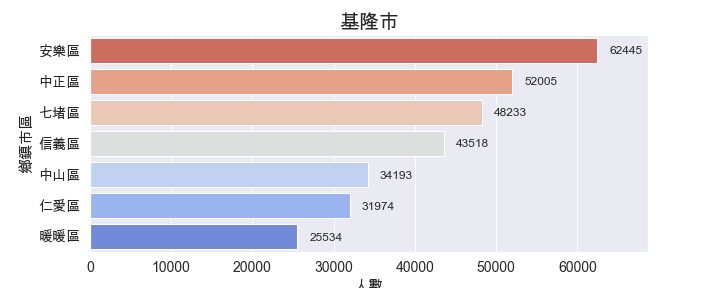 基隆市
鄉鎮市區
安樂區 62445
中正區 52005
七堵區 48233
信義區 43518
中山區 34193
仁愛區 31974
暖暖區 25534
0 10000 20000 30000 40000 50000 60000
人數